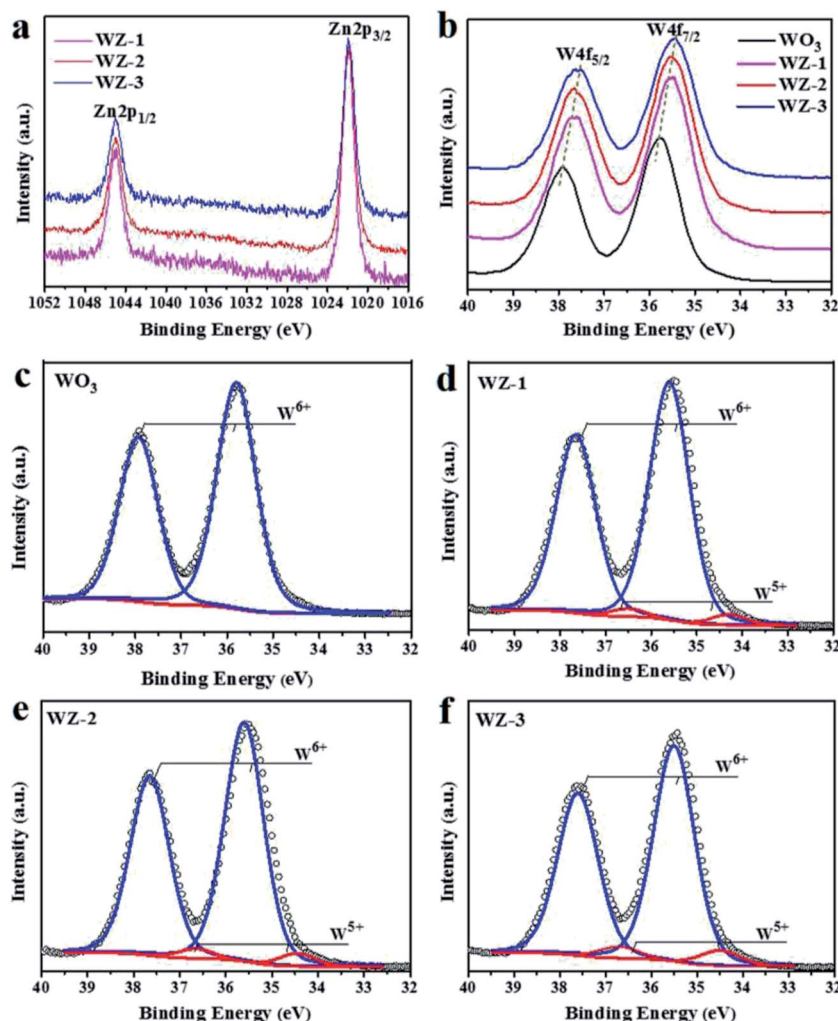 a
WZ-1
WZ-2
WZ-3
Zn2p1/2
Zn2p3/2
Intensity (a.u.)
1052 1048 1044 1040 1036 1032 1028 1024 1020 1016
Binding Energy (eV)
b
W4f5/2
W4f7/2
WO3
WZ-1
WZ-2
WZ-3
Intensity (a.u.)
40 39 38 37 36 35 34 33 32
Binding Energy (eV)
c
WO3
W6+
Intensity (a.u.)
40 39 38 37 36 35 34 33 32
Binding Energy (eV)
d
WZ-1
W6+
W5+
Intensity (a.u.)
40 39 38 37 36 35 34 33 32
Binding Energy (eV)
e
WZ-2
W6+
W5+
Intensity (a.u.)
40 39 38 37 36 35 34 33 32
Binding Energy (eV)
f
WZ-3
W6+
W5+
Intensity (a.u.)
40 39 38 37 36 35 34 33 32
Binding Energy (eV)